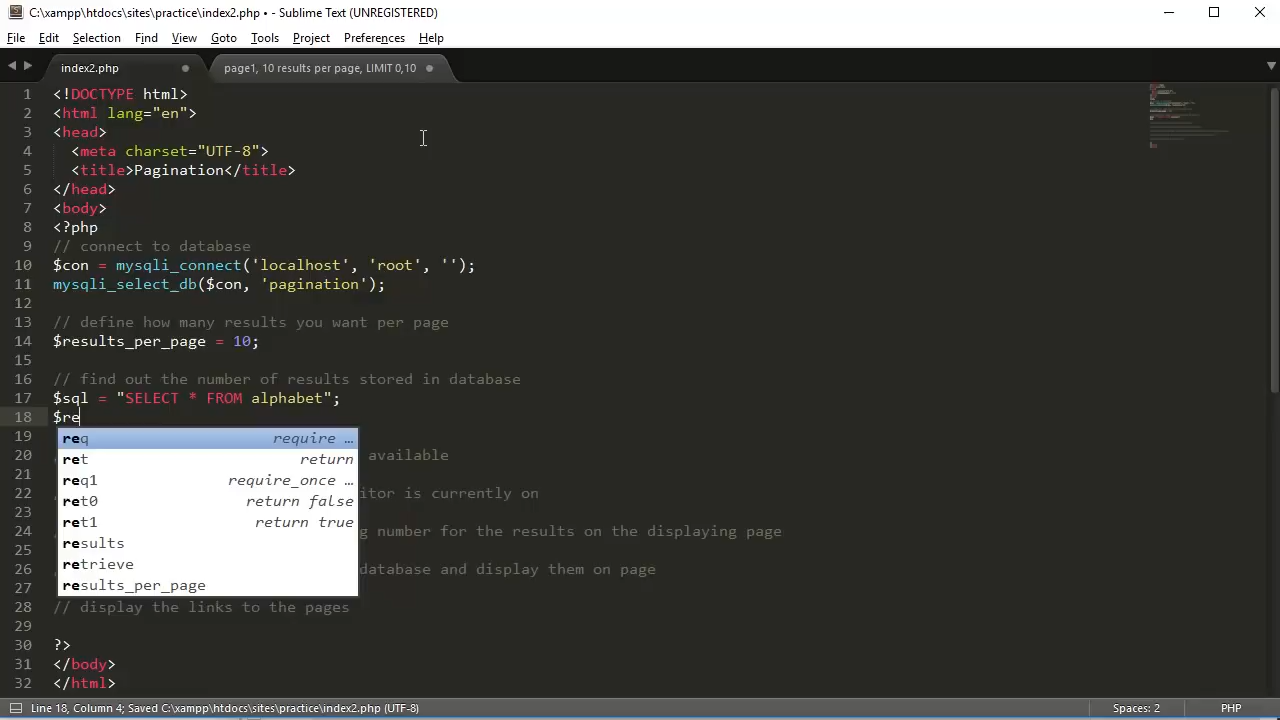 C:\xampp\htdocs\sites\practice\index2.php • - Sublime Text (UNREGISTERED)
File Edit Selection Find View Goto Tools Project Preferences Help
index2.php page1, 10 results per page, LIMIT 0,10
1 <!DOCTYPE html>
2 <html lang="en">
3 <head>
4 <meta charset="UTF-8">
5 <title>Pagination</title>
6 </head>
7 <body>
8 <?php
9 // connect to database
10 $con = mysqli_connect('localhost', 'root', '');
11 mysqli_select_db($con, 'pagination');
12
13 // define how many results you want per page
14 $results_per_page = 10;
15
16 // find out the number of results stored in database
17 $sql = "SELECT * FROM alphabet";
18 $re
19 req require …
20 ret return available
21 req1 require_once …
22 ret0 return false itor is currently on
23 ret1 return true
24 results g number for the results on the displaying page
25 retrieve
26 results_per_page database and display them on page
27
28 // display the links to the pages
29
30 ?>
31 </body>
32 </html>
Line 18, Column 4; Saved C:\xampp\htdocs\sites\practice\index2.php (UTF-8) Spaces: 2 PHP